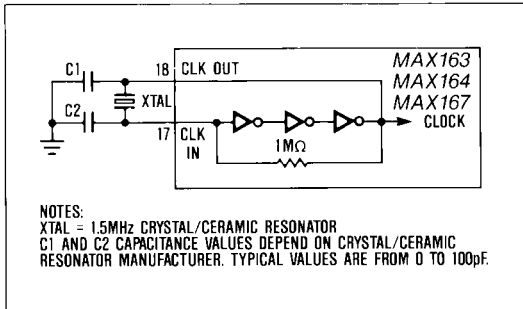 C1
18
CLK OUT
MAX163
MAX164
MAX167
XTAL
C2
17
CLK
IN
1MΩ
CLOCK
NOTES:
XTAL = 1.5MHz CRYSTAL/CERAMIC RESONATOR
C1 AND C2 CAPACITANCE VALUES DEPEND ON CRYSTAL/CERAMIC
RESONATOR MANUFACTURER. TYPICAL VALUES ARE FROM 0 TO 100pF.